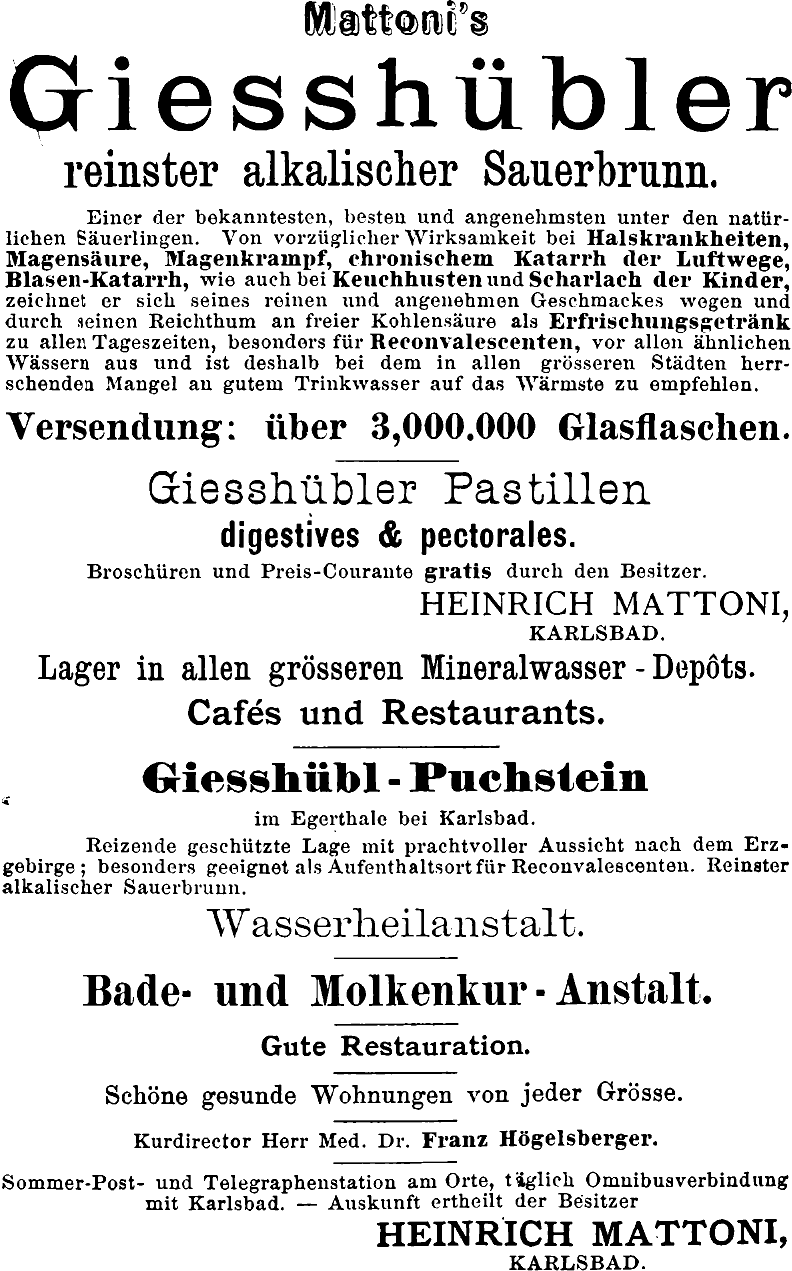 Mattoni's
Giesshübler
reinster alkalischer Sauerbrunn.
Einer der bekanntesten, besten und angenehmsten unter den natür-
lichen Säuerlingen. Von vorzüglicher Wirksamkeit bei Halskrankheiten,
Magensäure, Magenkrampf, chronischem Katarrh der Luftwege,
Blasen-Katarrh, wie auch bei Keuchhusten und Scharlach der Kinder,
zeichnet er sich seines reinen und angenehmen Geschmackes wegen und
durch seinen Reichthum an freier Kohlensäure als Erfrischungsgetränk
zu allen Tageszeiten, besonders für Reconvalescenten, vor allen ähnlichen
Wässern aus und ist deshalb bei dem in allen grösseren Städten herr-
schenden Mangel an gutem Trinkwasser auf das Wärmste zu empfehlen.
Versendung: über 3,000.000 Glasflaschen.
Giesshübler Pastillen
digestives & pectorales.
Broschüren und Preis-Courante gratis durch den Besitzer.
HEINRICH MATTONI,
KARLSBAD.
Lager in allen grösseren Mineralwasser-Depôts.
Cafés und Restaurants.
Giesshübl-Puchstein
im Egerthale bei Karlsbad.
Reizende geschützte Lage mit prachtvoller Aussicht nach dem Erz-
gebirge; besonders geeignet als Aufenthaltsort für Reconvalescenten. Reinster
alkalischer Sauerbrunn.
Wasserheilanstalt.
Bade- und Molkenkur-Anstalt.
Gute Restauration.
Schöne gesunde Wohnungen von jeder Grösse.
Kurdirector Herr Med. Dr. Franz Högelsberger.
Sommer-Post- und Telegraphenstation am Orte, täglich Omnibusverbindung
mit Karlsbad. — Auskunft ertheilt der Besitzer
HEINRICH MATTONI,
KARLSBAD.